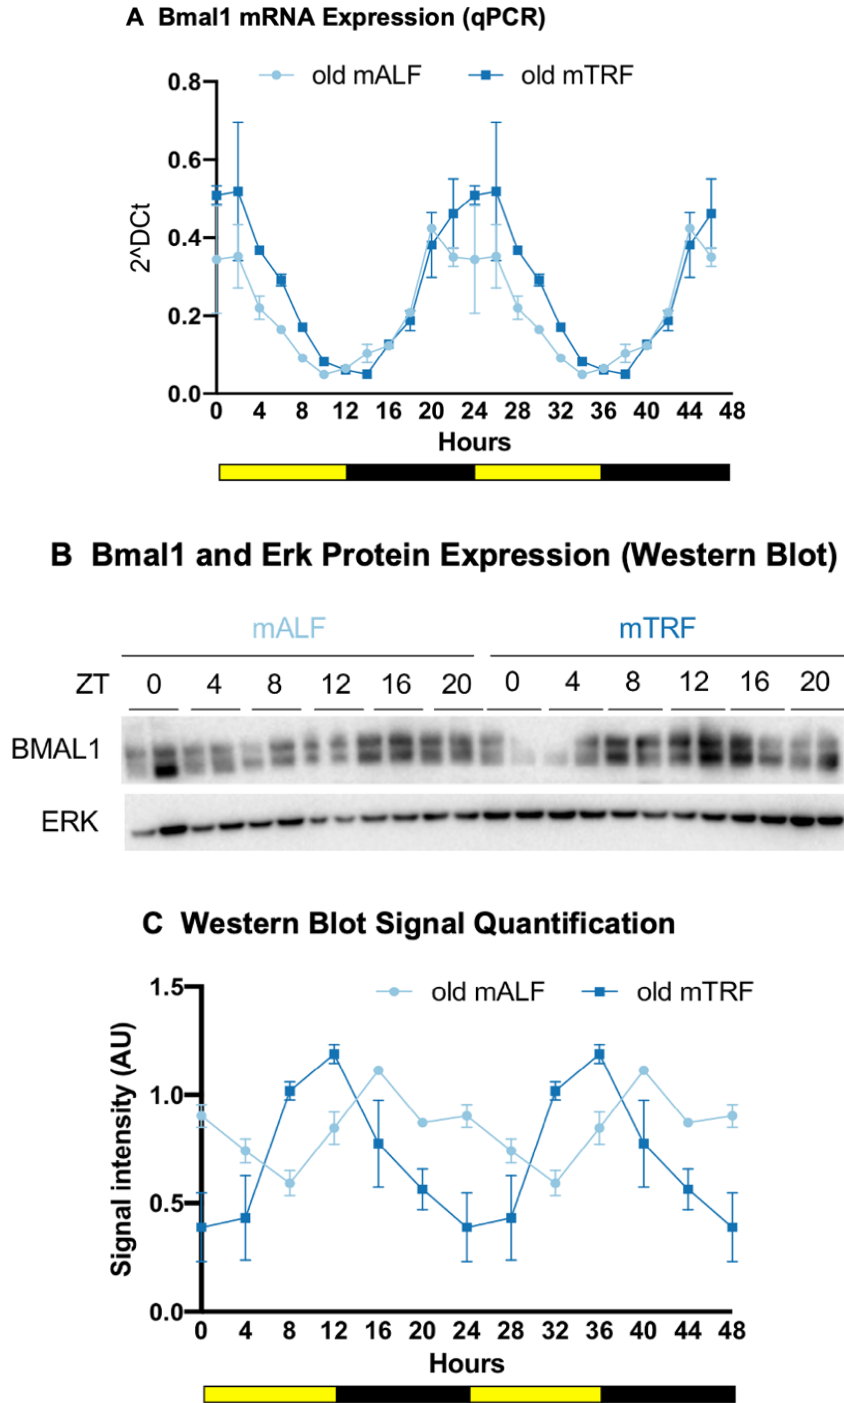 A Bmal1 mRNA Expression (qPCR)
old mALF old mTRF
0.8
0.6
0.4
0.2
0.0
2^DCt
0 4 8 12 16 20 24 28 32 36 40 44 48
Hours
B Bmal1 and Erk Protein Expression (Western Blot)
mALF mTRF
ZT 0 4 8 12 16 20 0 4 8 12 16 20
BMAL1
ERK
C Western Blot Signal Quantification
old mALF old mTRF
1.5
1.0
0.5
0.0
Signal intensity (AU)
0 4 8 12 16 20 24 28 32 36 40 44 48
Hours